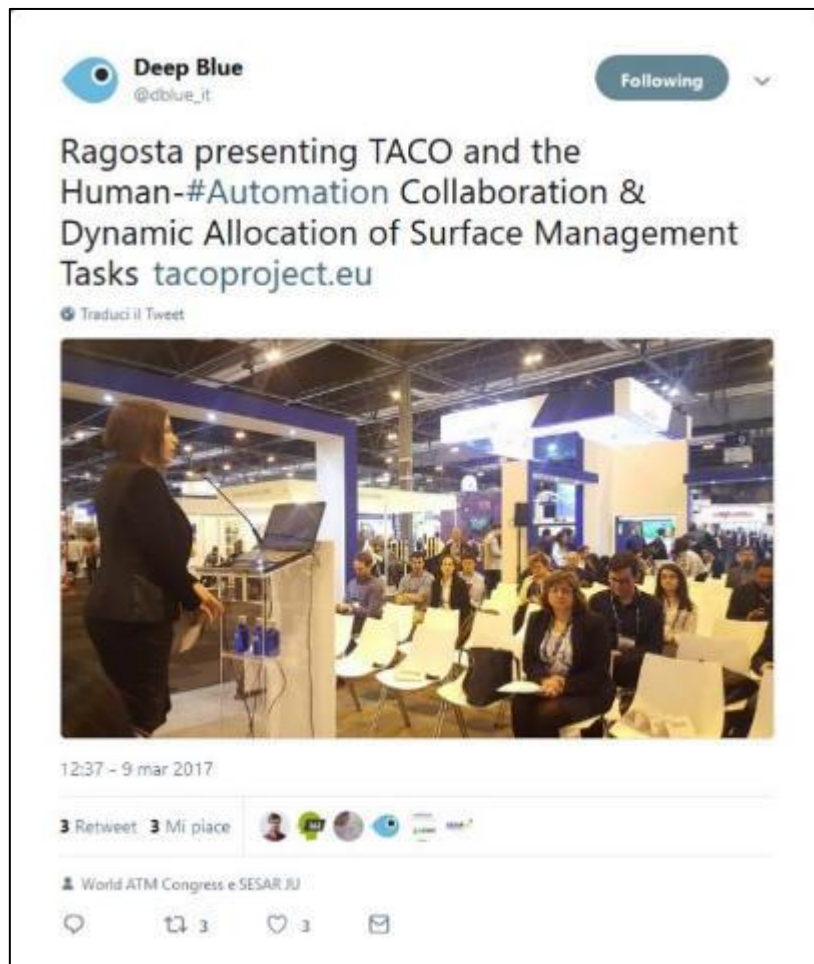 Deep Blue
@dblue_it
Following
Ragosta presenting TACO and the
Human-#Automation Collaboration &
Dynamic Allocation of Surface Management
Tasks tacoproject.eu
Traduci il Tweet
12:37 - 9 mar 2017
3 Retweet 3 Mi piace
World ATM Congress e SESAR JU
3 3